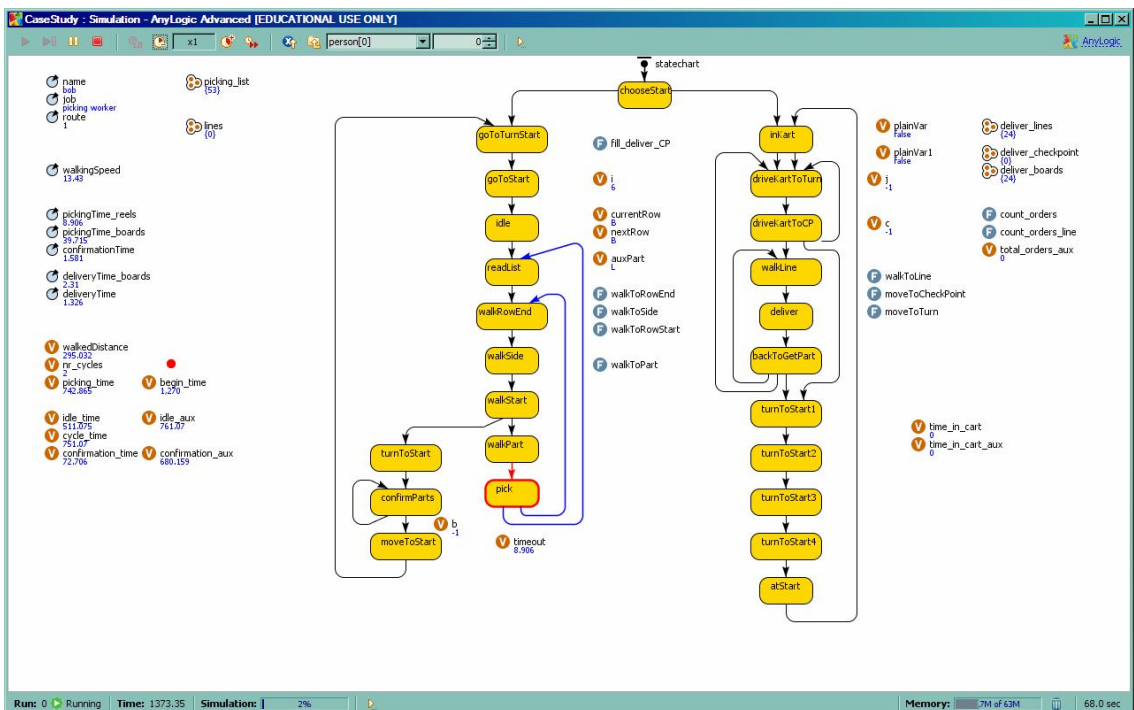 CaseStudy : Simulation - AnyLogic Advanced [EDUCATIONAL USE ONLY]
x1
person[0]
0
AnyLogic
name
bob
job
picking worker
route
1
picking_list
{53}
lines
{0}
walkingSpeed
13.43
pickingTime_reels
8.906
pickingTime_boards
39.715
confirmationTime
1.581
deliveryTime_boards
2.31
deliveryTime
1.326
walkedDistance
295.032
nr_cycles
2
picking_time
742.865
begin_time
1,270
idle_time
511.075
idle_aux
761.07
cycle_time
751.07
confirmation_time
72.706
confirmation_aux
680.159
statechart
chooseStart
goToTurnStart
goToStart
idle
readList
walkRowEnd
walkSide
walkStart
walkPart
pick
turnToStart
confirmParts
moveToStart
b
-1
timeout
8.906
fill_deliver_CP
i
6
currentRow
B
nextRow
B
auxPart
L
walkToRowEnd
walkToSide
walkToRowStart
walkToPart
inKart
driveKartToTurn
driveKartToCP
walkLine
deliver
backToGetPart
turnToStart1
turnToStart2
turnToStart3
turnToStart4
atStart
plainVar
false
plainVar1
false
j
-1
c
-1
walkToLine
moveToCheckPoint
moveToTurn
deliver_lines
{24}
deliver_checkpoint
{0}
deliver_boards
{24}
count_orders
count_orders_line
total_orders_aux
0
time_in_cart
0
time_in_cart_aux
0
Run: 0 Running Time: 1373.35 Simulation: 2% Memory: 7M of 63M 68.0 sec